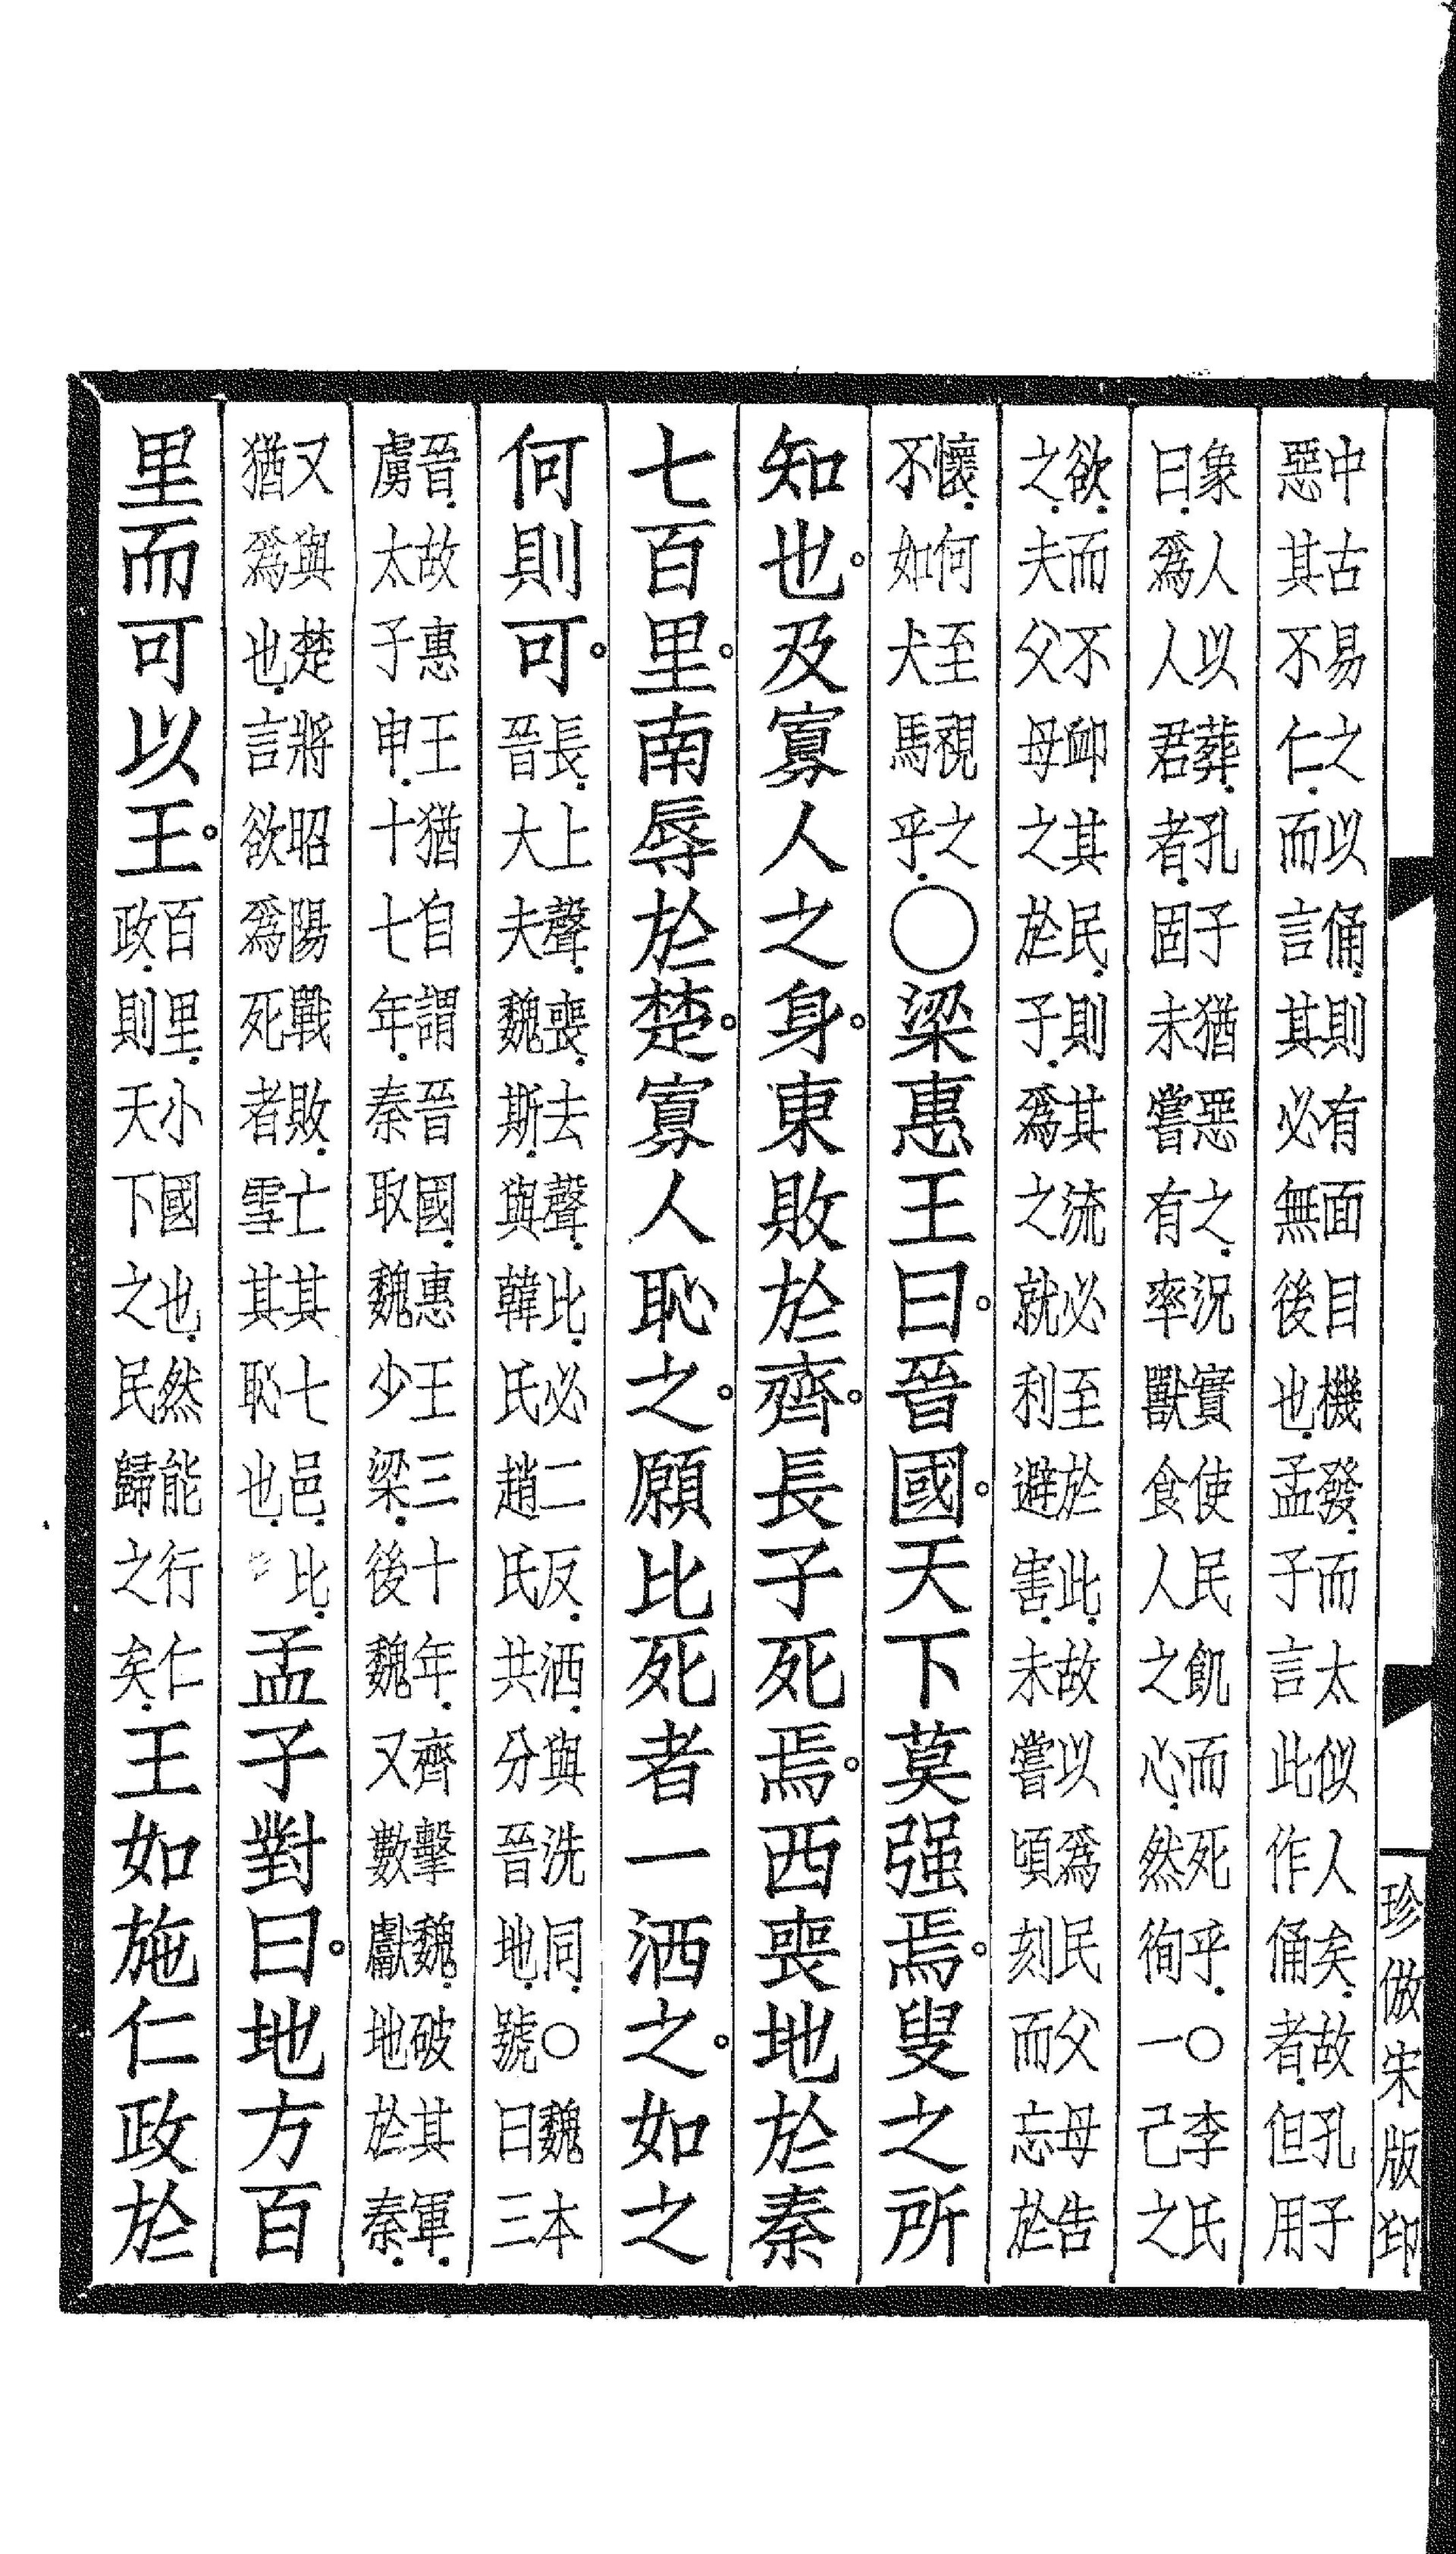 珍倣宋版印
中古易之以俑。則有面目機發。而太似人矣。故孔子
惡其不仁。而言其必無後也。孟子言此作俑者。但用
象人以葬。孔子猶惡之。況實使民飢而死乎。○李氏
曰。爲人君者。固未嘗有率獸食人之心。然徇一己之
欲。而不卹其民。則其流必至於此。故以爲民父母告
之。夫父母之於子。爲之就利避害。未嘗頃刻而忘於
懷。何至視之
不如犬馬乎。
○梁惠王曰。晉國。天下莫强焉。叟之所
知也。及寡人之身。東敗於齊。長子死焉。西喪地於秦
七百里。南辱於楚。寡人恥之。願比死者一洒之。如之
何則可。
長。上聲。喪。去聲。比。必二反。洒。與洗同。○魏本
晉大夫魏斯。與韓氏趙氏共分晉地。號曰三
晉。故惠王猶自謂晉國。惠王三十年。齊擊魏。破其軍。
虜太子申。十七年。秦取魏少梁。後魏又數獻地於秦。
又與楚將昭陽戰敗。亡其七邑。比。
猶爲也。言欲爲死者雪其恥也。
孟子對曰。地方百
里而可以王。
百里。小國也。然能行仁。
政。則天下之民歸之矣。
王如施仁政於